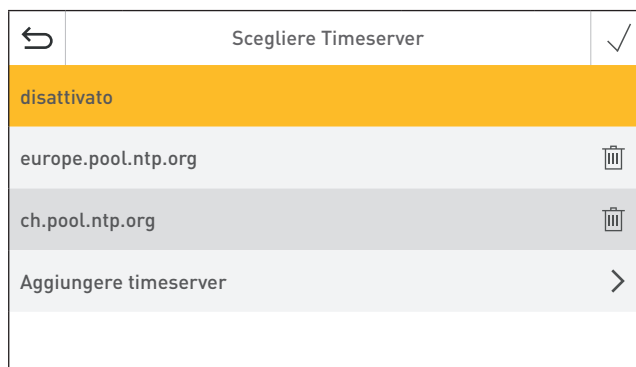 Scegliere Timeserver
disattivato
europe.pool.ntp.org
ch.pool.ntp.org
Aggiungere timeserver